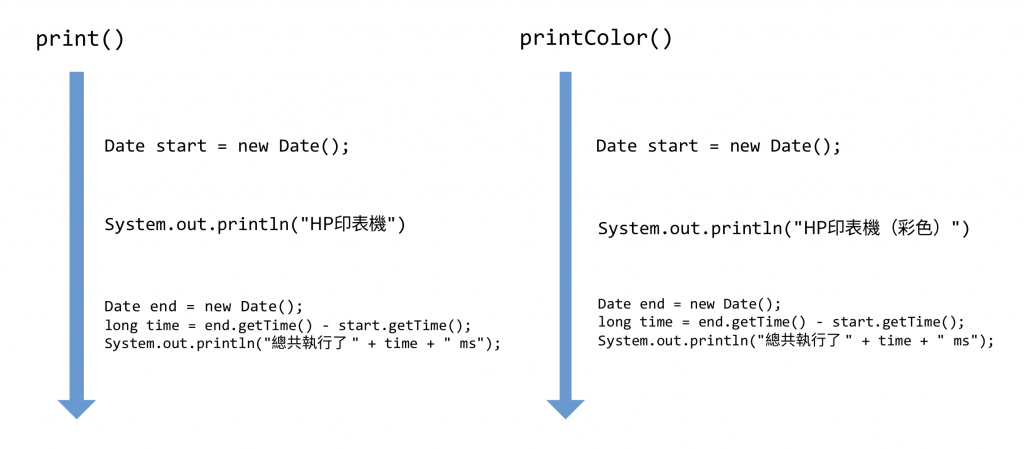 print()
Date start = new Date();
System.out.println("HP印表機")
Date end = new Date();
long time = end.getTime() - start.getTime();
System.out.println("總共執行了 " + time + " ms");
printColor()
Date start = new Date();
System.out.println("HP印表機（彩色）")
Date end = new Date();
long time = end.getTime() - start.getTime();
System.out.println("總共執行了 " + time + " ms");